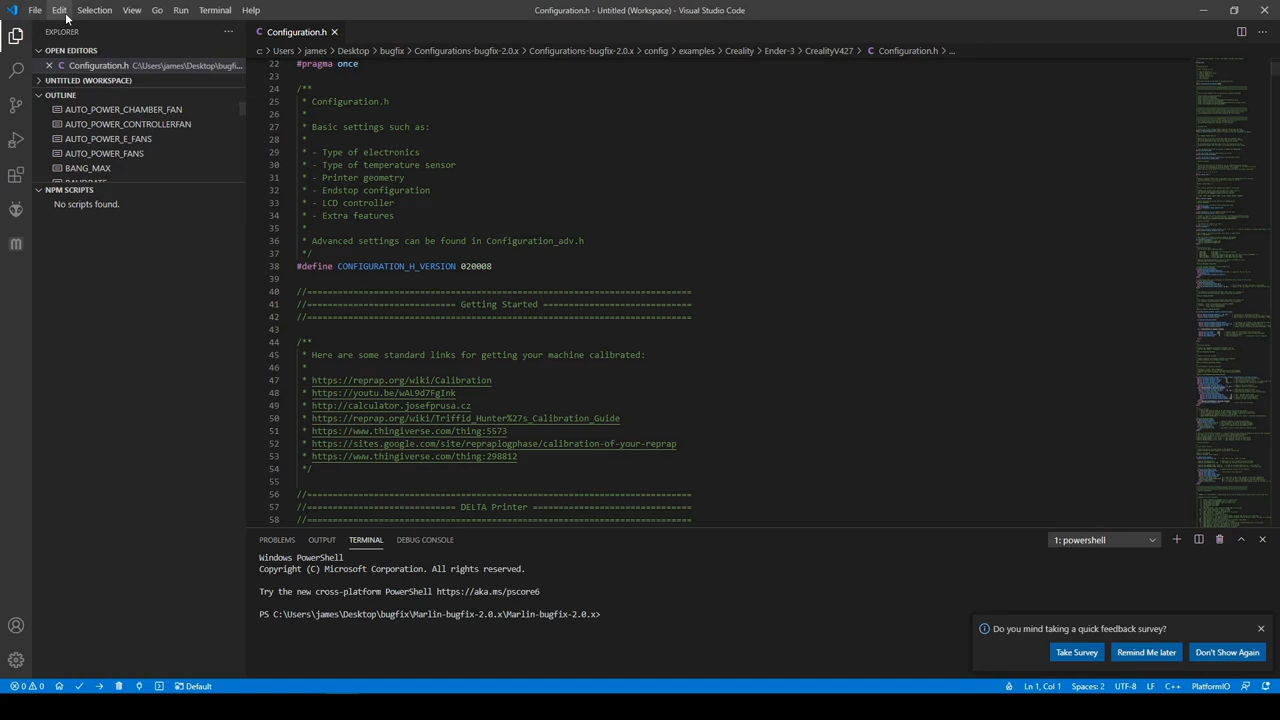 File Edit Selection View Go Run Terminal Help
Configuration.h - Untitled (Workspace) - Visual Studio Code
EXPLORER
OPEN EDITORS
Configuration.h C:\Users\james\Desktop\bugfi...
UNTITLED (WORKSPACE)
OUTLINE
AUTO_POWER_CHAMBER_FAN
AUTO_POWER_CONTROLLERFAN
AUTO_POWER_E_FANS
AUTO_POWER_FANS
BANG_MAX
NPM SCRIPTS
No scripts found.
Configuration.h
c: > Users > james > Desktop > bugfix > Configurations-bugfix-2.0.x > Configurations-bugfix-2.0.x > config > examples > Creality > Ender-3 > CrealityV427 > Configuration.h > ...
22 #pragma once
23
24 /**
25 * Configuration.h
26 *
27 * Basic settings such as:
28 *
29 * - Type of electronics
30 * - Type of temperature sensor
31 * - Printer geometry
32 * - Endstop configuration
33 * - LCD controller
34 * - Extra features
35 *
36 * Advanced settings can be found in Configuration_adv.h
37 */
38 #define CONFIGURATION_H_VERSION 020008
39
40 //===========================================================================
41 //============================= Getting Started =============================
42 //===========================================================================
43
44 /**
45 * Here are some standard links for getting your machine calibrated:
46 *
47 * https://reprap.org/wiki/Calibration
48 * https://youtu.be/wAL9d7FgInk
49 * http://calculator.josefprusa.cz
50 * https://reprap.org/wiki/Triffid_Hunter%27s_Calibration_Guide
51 * https://www.thingiverse.com/thing:5573
52 * https://sites.google.com/site/repraplogphase/calibration-of-your-reprap
53 * https://www.thingiverse.com/thing:298812
54 */
55
56 //===========================================================================
57 //============================= DELTA Printer ===============================
58 //===========================================================================
PROBLEMS OUTPUT TERMINAL DEBUG CONSOLE
1: powershell
Windows PowerShell
Copyright (C) Microsoft Corporation. All rights reserved.
Try the new cross-platform PowerShell https://aka.ms/pscore6
PS C:\Users\james\Desktop\bugfix\Marlin-bugfix-2.0.x\Marlin-bugfix-2.0.x>
Do you mind taking a quick feedback survey?
Take Survey Remind Me later Don't Show Again
0 0 Default
Ln 1, Col 1 Spaces: 2 UTF-8 LF C++ PlatformIO